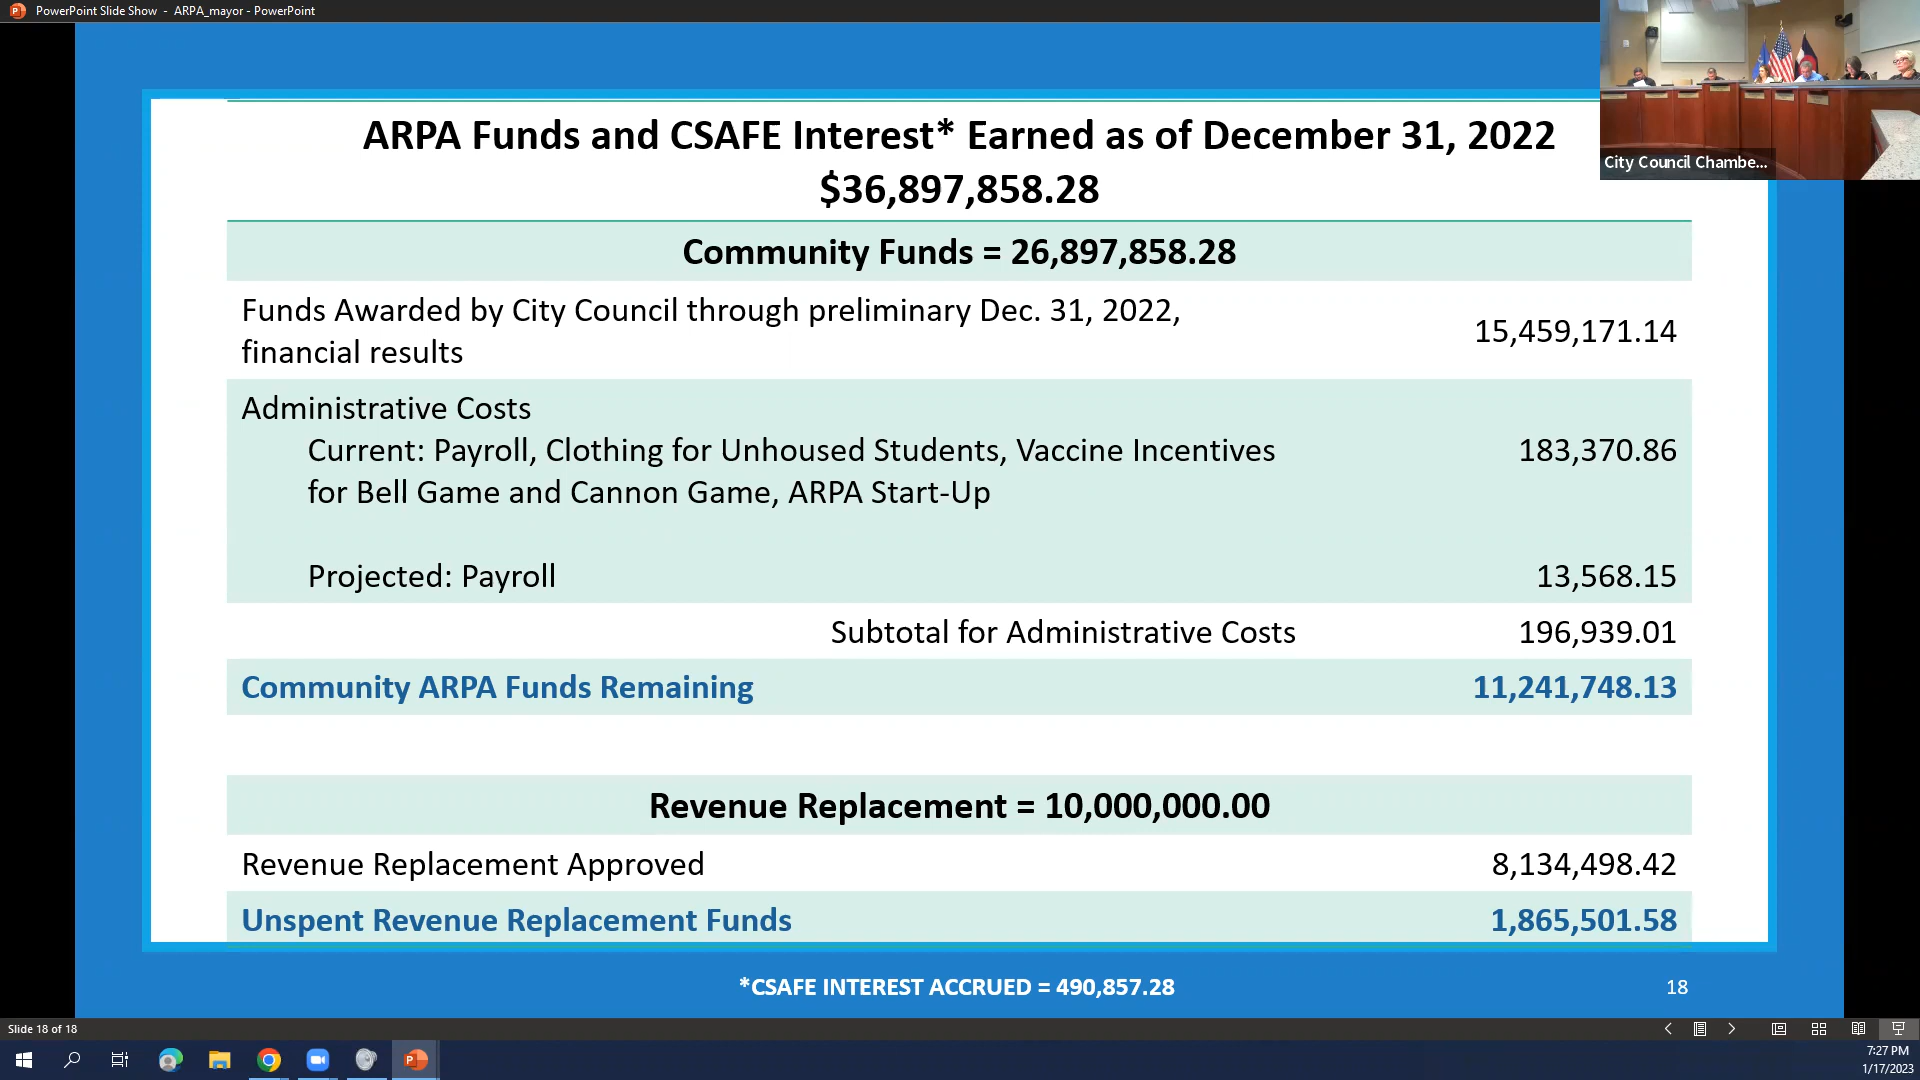 PowerPoint Slide Show - ARPA_mayor - PowerPoint
City Council Chambe...
ARPA Funds and CSAFE Interest* Earned as of December 31, 2022
$36,897,858.28
Community Funds = 26,897,858.28
Funds Awarded by City Council through preliminary Dec. 31, 2022,
financial results
15,459,171.14
Administrative Costs
Current: Payroll, Clothing for Unhoused Students, Vaccine Incentives 183,370.86
for Bell Game and Cannon Game, ARPA Start-Up
Projected: Payroll 13,568.15
Subtotal for Administrative Costs 196,939.01
Community ARPA Funds Remaining 11,241,748.13
Revenue Replacement = 10,000,000.00
Revenue Replacement Approved 8,134,498.42
Unspent Revenue Replacement Funds 1,865,501.58
*CSAFE INTEREST ACCRUED = 490,857.28 18
Slide 18 of 18
7:27 PM
1/17/2023